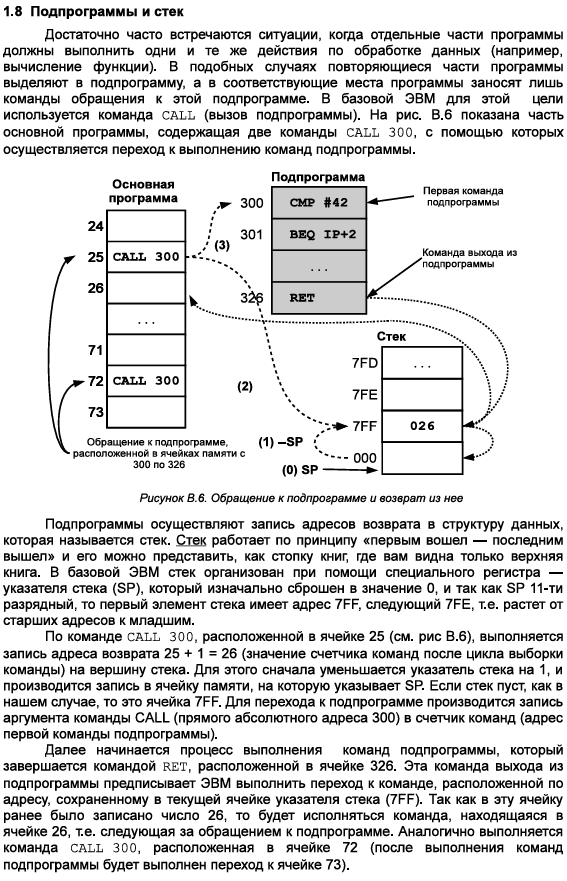 1.8 Подпрограммы и стек
Достаточно часто встречаются ситуации, когда отдельные части программы
должны выполнить одни и те же действия по обработке данных (например,
вычисление функции). В подобных случаях повторяющиеся части программы
выделяют в подпрограмму, а в соответствующие места программы заносят лишь
команды обращения к этой подпрограмме. В базовой ЭВМ для этой цели
используется команда CALL (вызов подпрограммы). На рис. В.6 показана часть
основной программы, содержащая две команды CALL 300, с помощью которых
осуществляется переход к выполнению команд подпрограммы.
Основная
программа
24
25 CALL 300
26
...
71
72 CALL 300
73
Обращение к подпрограмме,
расположенной в ячейках памяти с
300 по 326
Подпрограмма
300 CMP #42
301 BEQ IP+2
...
326 RET
Первая команда
подпрограммы
Команда выхода из
подпрограммы
(3)
(2)
Стек
7FD ...
7FE
7FF 026
000
(1) –SP
(0) SP
Рисунок В.6. Обращение к подпрограмме и возврат из нее
Подпрограммы осуществляют запись адресов возврата в структуру данных,
которая называется стек. Стек работает по принципу «первым вошел — последним
вышел» и его можно представить, как стопку книг, где вам видна только верхняя
книга. В базовой ЭВМ стек организован при помощи специального регистра —
указателя стека (SP), который изначально сброшен в значение 0, и так как SP 11-ти
разрядный, то первый элемент стека имеет адрес 7FF, следующий 7FE, т.е. растет от
старших адресов к младшим.
По команде CALL 300, расположенной в ячейке 25 (см. рис В.6), выполняется
запись адреса возврата 25 + 1 = 26 (значение счетчика команд после цикла выборки
команды) на вершину стека. Для этого сначала уменьшается указатель стека на 1, и
производится запись в ячейку памяти, на которую указывает SP. Если стек пуст, как в
нашем случае, то это ячейка 7FF. Для перехода к подпрограмме производится запись
аргумента команды CALL (прямого абсолютного адреса 300) в счетчик команд (адрес
первой команды подпрограммы).
Далее начинается процесс выполнения команд подпрограммы, который
завершается командой RET, расположенной в ячейке 326. Эта команда выхода из
подпрограммы предписывает ЭВМ выполнить переход к команде, расположенной по
адресу, сохраненному в текущей ячейке указателя стека (7FF). Так как в эту ячейку
ранее было записано число 26, то будет исполняться команда, находящаяся в
ячейке 26, т.е. следующая за обращением к подпрограмме. Аналогично выполняется
команда CALL 300, расположенная в ячейке 72 (после выполнения команд
подпрограммы будет выполнен переход к ячейке 73).